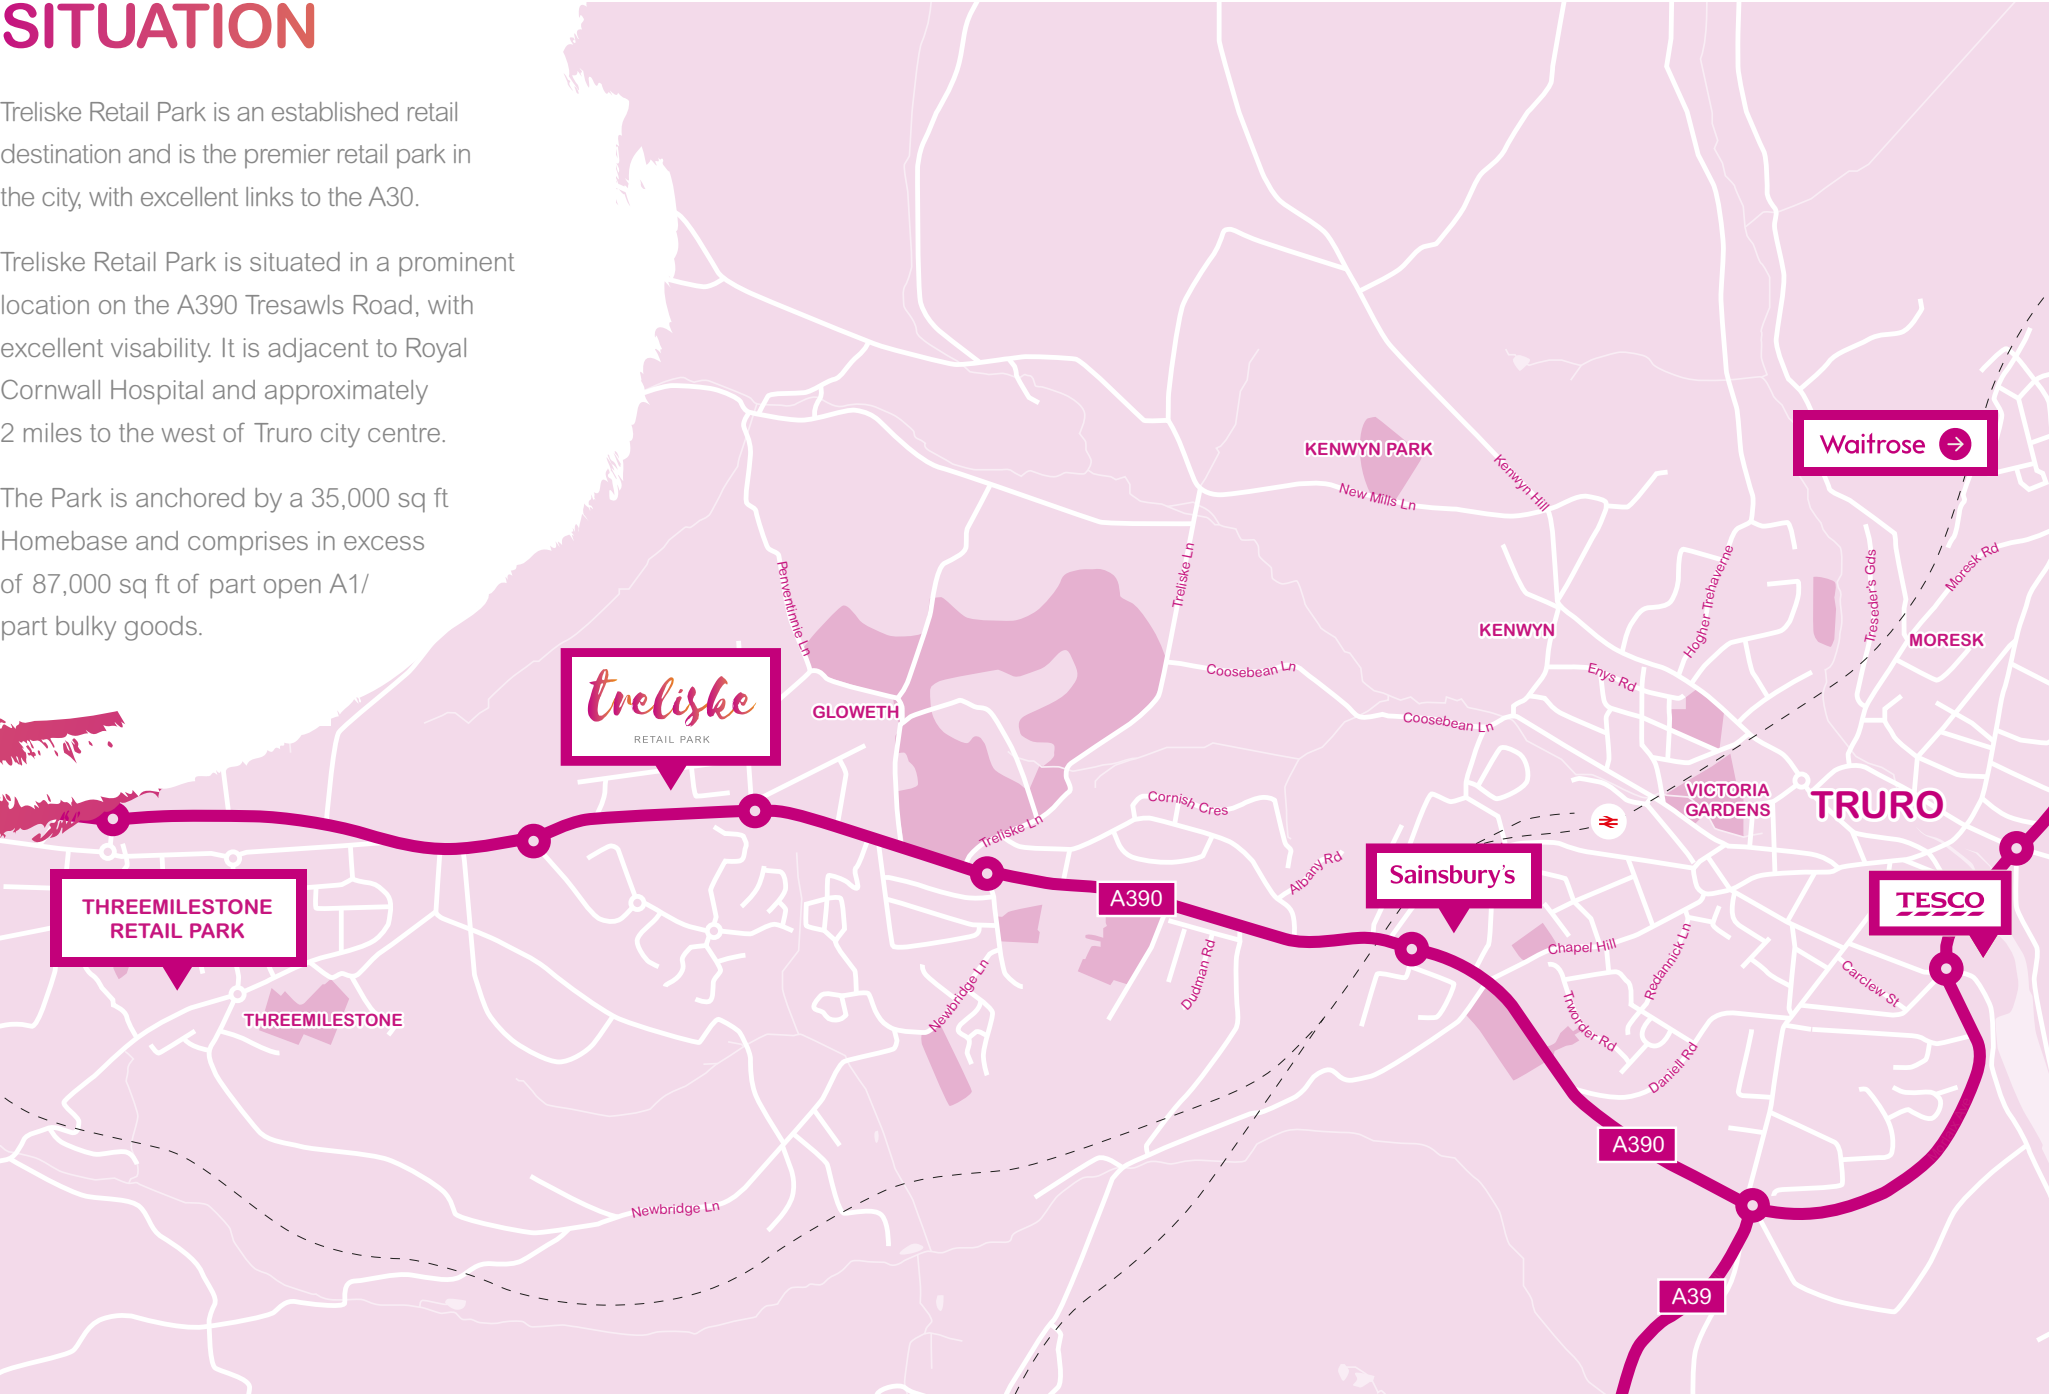 SITUATION
Treliske Retail Park is an established retail
destination and is the premier retail park in
the city, with excellent links to the A30.
Treliske Retail Park is situated in a prominent
location on the A390 Tresawls Road, with
excellent visability. It is adjacent to Royal
Cornwall Hospital and approximately
2 miles to the west of Truro city centre.
The Park is anchored by a 35,000 sq ft
Homebase and comprises in excess
of 87,000 sq ft of part open A1/
part bulky goods.
KENWYN PARK
Waitrose
Kenwyn Hill
New Mills Ln
Penventinnie Ln
Treliske Ln
Hogher Trehaverne
Treseder's Gds
Moresk Rd
KENWYN
MORESK
treliske
RETAIL PARK
GLOWETH
Coosebean Ln
Enys Rd
Coosebean Ln
VICTORIA
GARDENS
TRURO
Cornish Cres
Treliske Ln
Albany Rd
Sainsbury's
A390
TESCO
THREEMILESTONE
RETAIL PARK
Chapel Hill
Redannick Ln
Carclew St
Dudman Rd
Newbridge Ln
THREEMILESTONE
Trworder Rd
Daniell Rd
A390
Newbridge Ln
A39